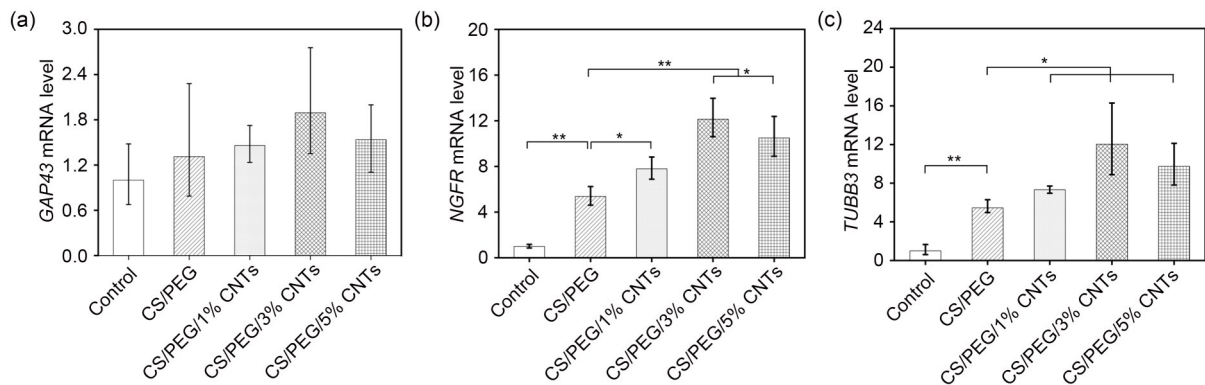 (a)
GAP43 mRNA level
3.0
2.4
1.8
1.2
0.6
0.0
Control
CS/PEG
CS/PEG/1% CNTs
CS/PEG/3% CNTs
CS/PEG/5% CNTs
(b)
NGFR mRNA level
20
16
12
8
4
0
**
*
**
*
Control
CS/PEG
CS/PEG/1% CNTs
CS/PEG/3% CNTs
CS/PEG/5% CNTs
(c)
TUBB3 mRNA level
24
20
16
12
8
4
0
*
**
Control
CS/PEG
CS/PEG/1% CNTs
CS/PEG/3% CNTs
CS/PEG/5% CNTs